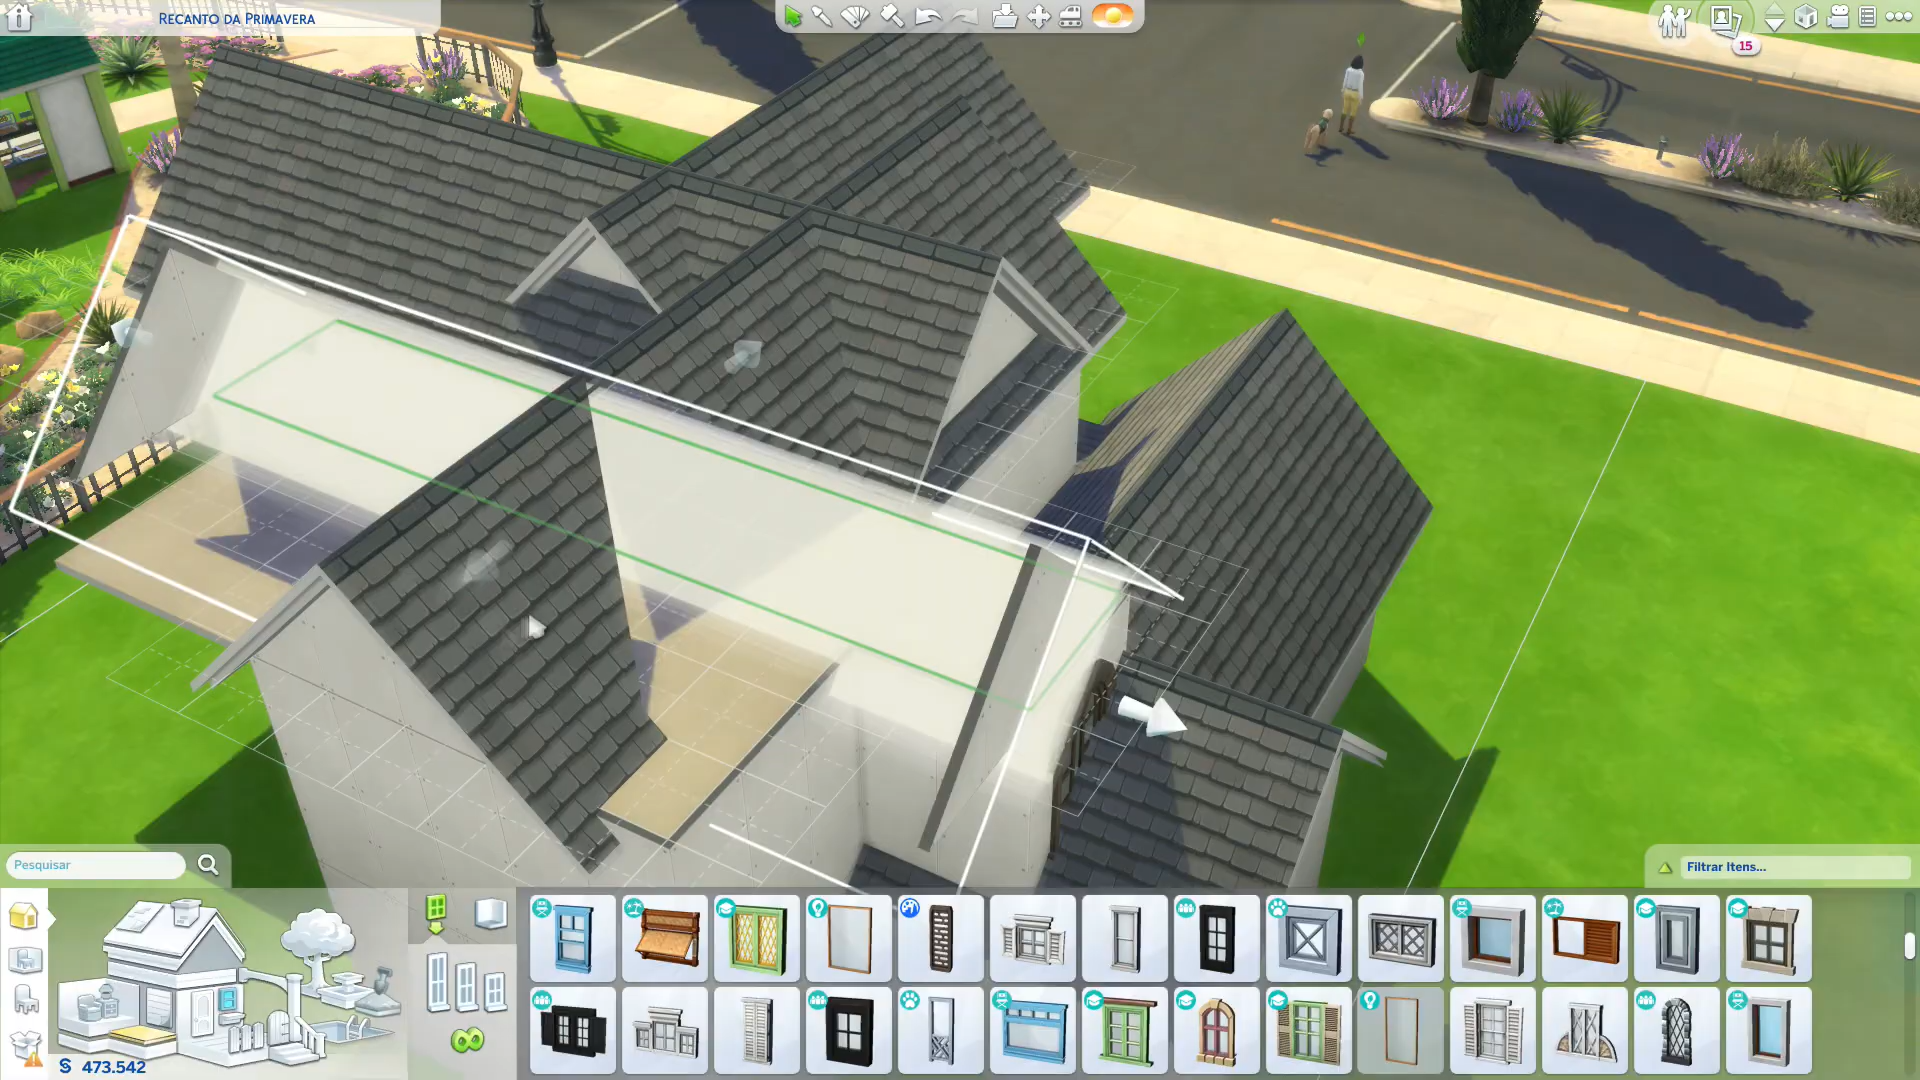 Recanto da Primavera
15
Pesquisar
Filtrar Itens...
S 473.542